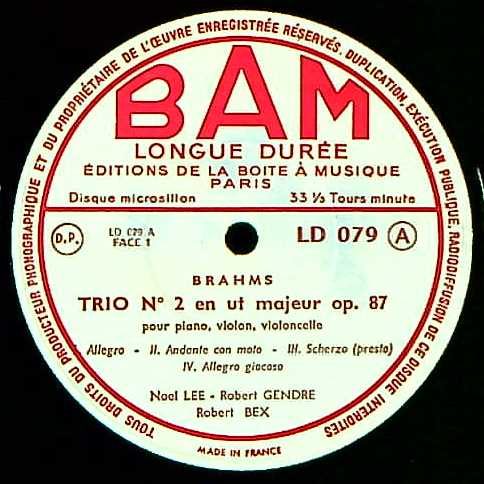 TOUS DROITS DU PRODUCTEUR PHONOGRAPHIQUE ET DU PROPRIÉTAIRE DE L'ŒUVRE ENREGISTRÉE RÉSERVÉS. DUPLICATION, EXÉCUTION PUBLIQUE, RADIODIFFUSION DE CE DISQUE INTERDITES
BAM
LONGUE DURÉE
ÉDITIONS DE LA BOITE À MUSIQUE
PARIS
Disque microsillon 33 ⅓ Tours minute
D.P. LD 079 A LD 079 A
FACE 1
BRAHMS
TRIO N° 2 en ut majeur op. 87
pour piano, violon, violoncelle
Allegro - II. Andante con moto - III. Scherzo (presto)
IV. Allegro giocoso
Noel LEE - Robert GENDRE
Robert BEX
MADE IN FRANCE